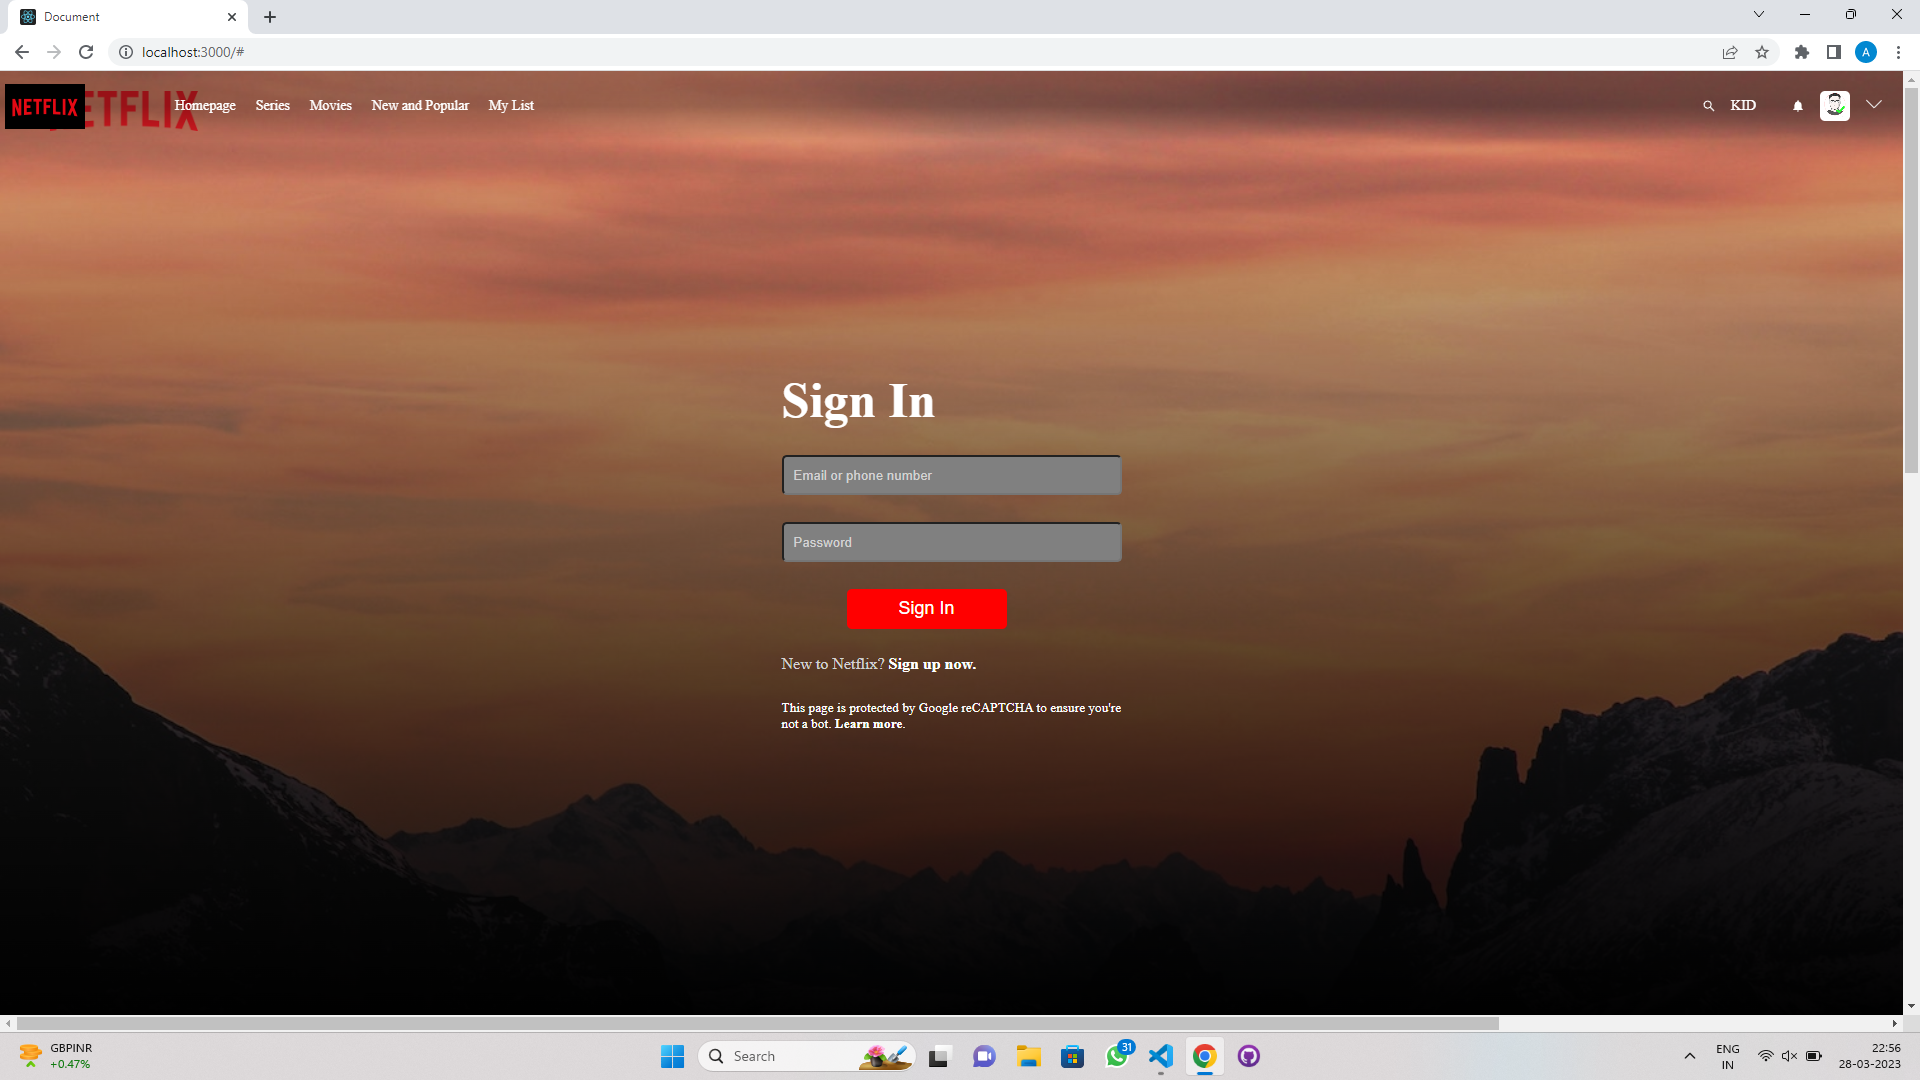 Document
localhost:3000/#
NETFLIX ETFLIX Homepage Series Movies New and Popular My List KID
A
Sign In
Email or phone number
Password
Sign In
New to Netflix? Sign up now.
This page is protected by Google reCAPTCHA to ensure you're
not a bot. Learn more.
GBPINR
+0.47%
Search
31
ENG
IN
22:56
28-03-2023